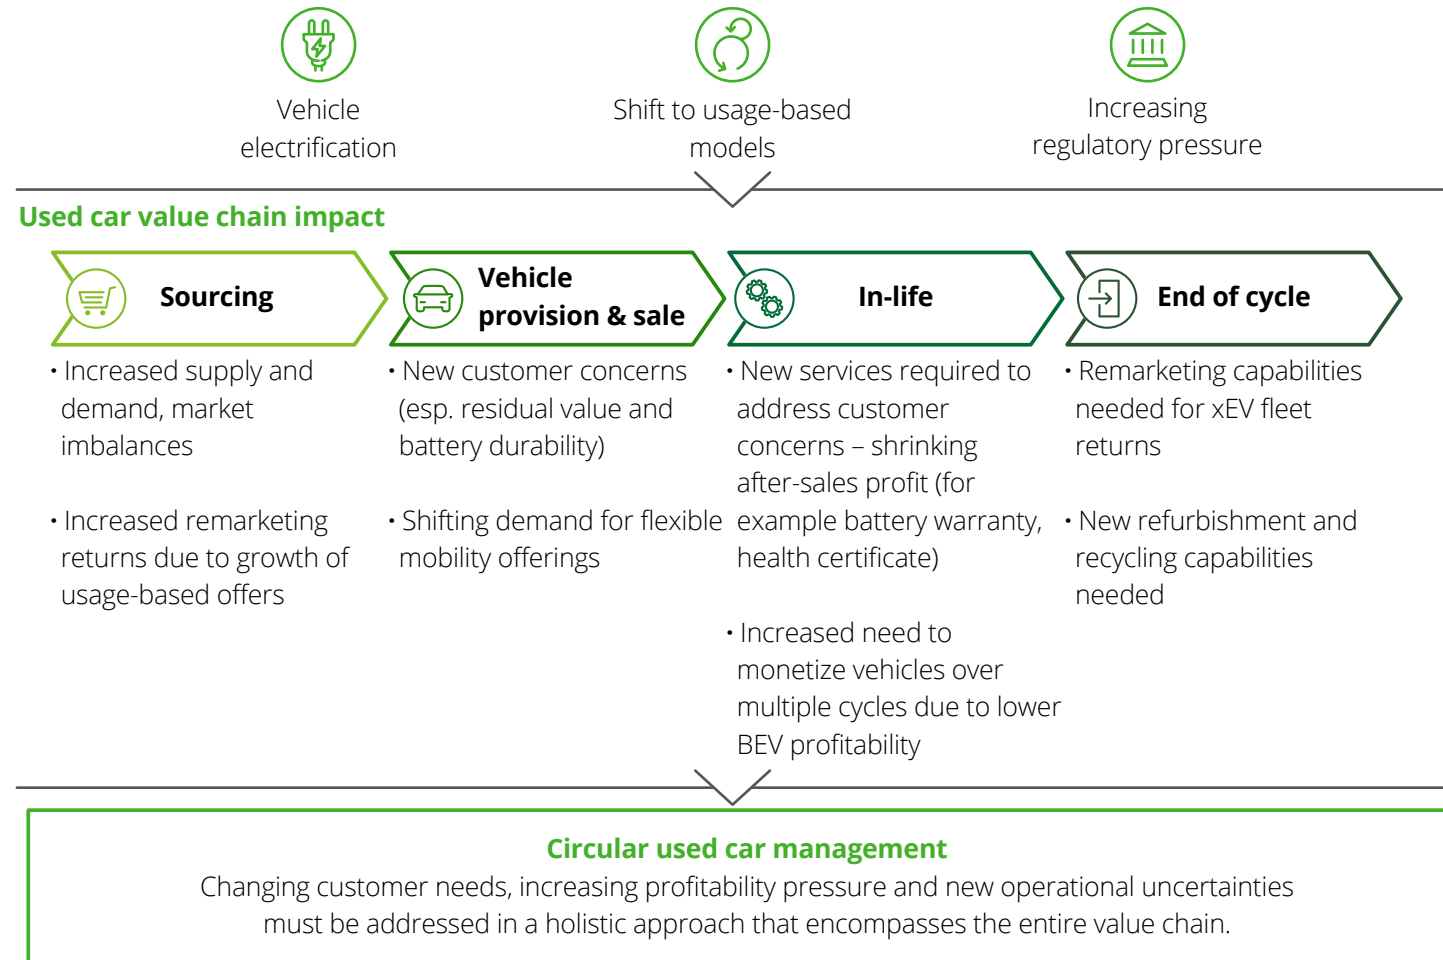 Vehicle
electrification
Shift to usage-based
models
Increasing
regulatory pressure
Used car value chain impact
Sourcing
• Increased supply and
demand, market
imbalances
• Increased remarketing
returns due to growth of
usage-based offers
Vehicle
provision & sale
• New customer concerns
(esp. residual value and
battery durability)
• Shifting demand for flexible
mobility offerings
In-life
• New services required to
address customer
concerns – shrinking
after-sales profit (for
example battery warranty,
health certificate)
• Increased need to
monetize vehicles over
multiple cycles due to lower
BEV profitability
End of cycle
• Remarketing capabilities
needed for xEV fleet
returns
• New refurbishment and
recycling capabilities
needed
Circular used car management
Changing customer needs, increasing profitability pressure and new operational uncertainties
must be addressed in a holistic approach that encompasses the entire value chain.